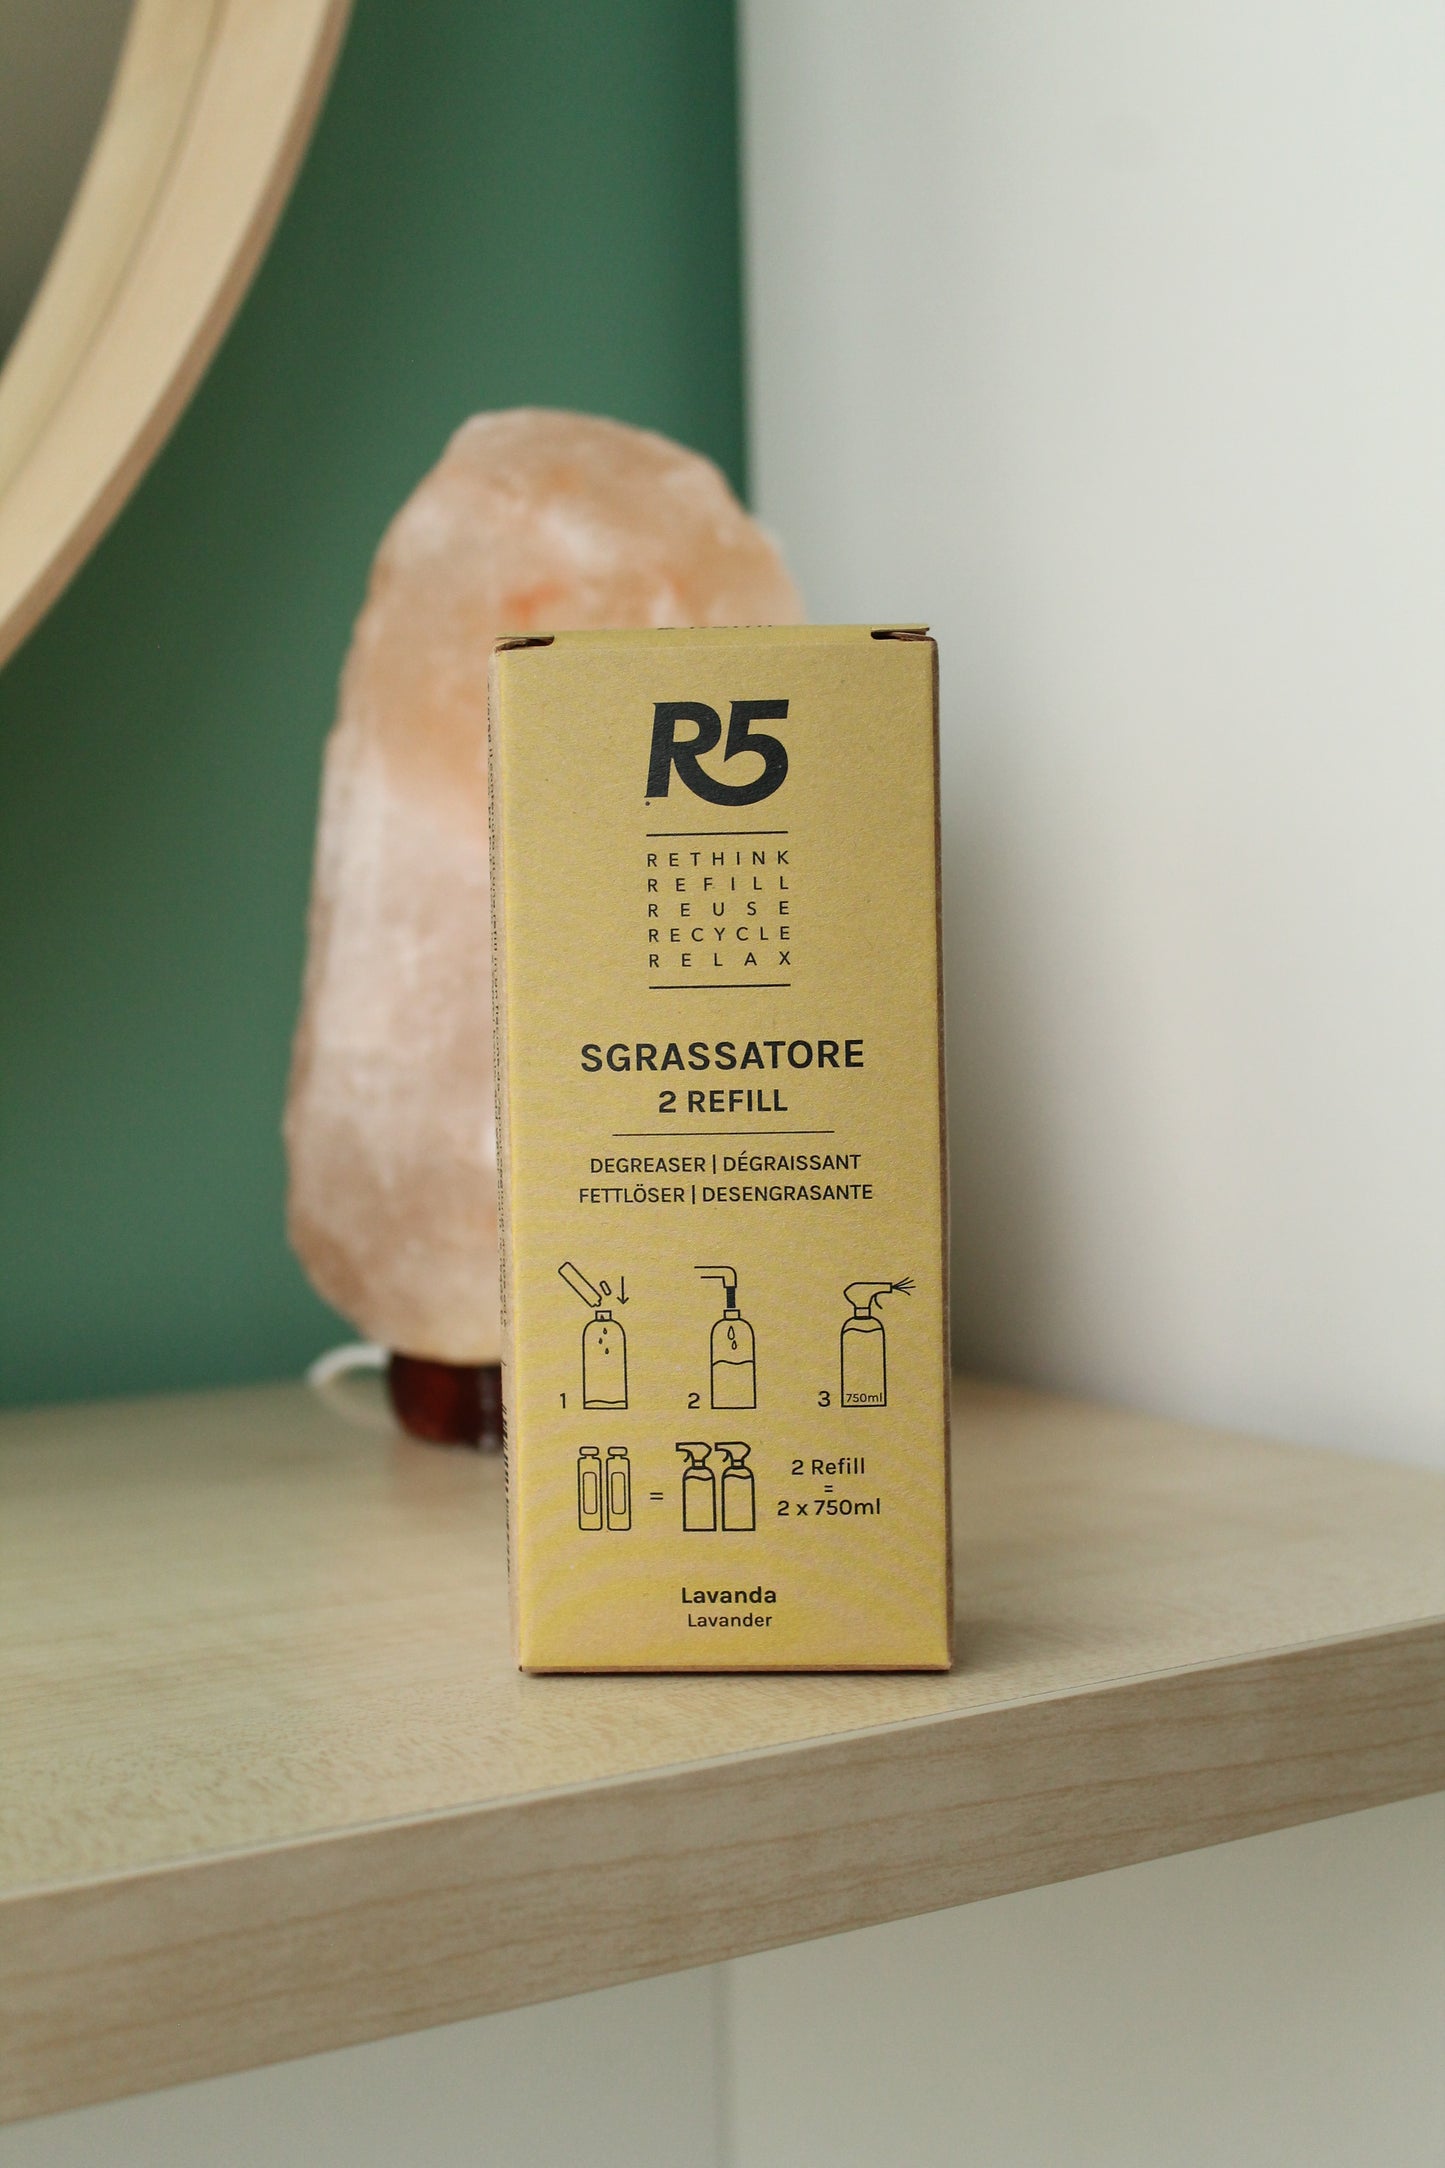 R5
RETHINK
REFILL
REUSE
RECYCLE
RELAX
SGRASSATORE
2 REFILL
DEGREASER | DÉGRAISSANT
FETTLÖSER | DESENGRASANTE
1
2
3
750ml
=
2 Refill
=
2 x 750ml
Lavanda
Lavander